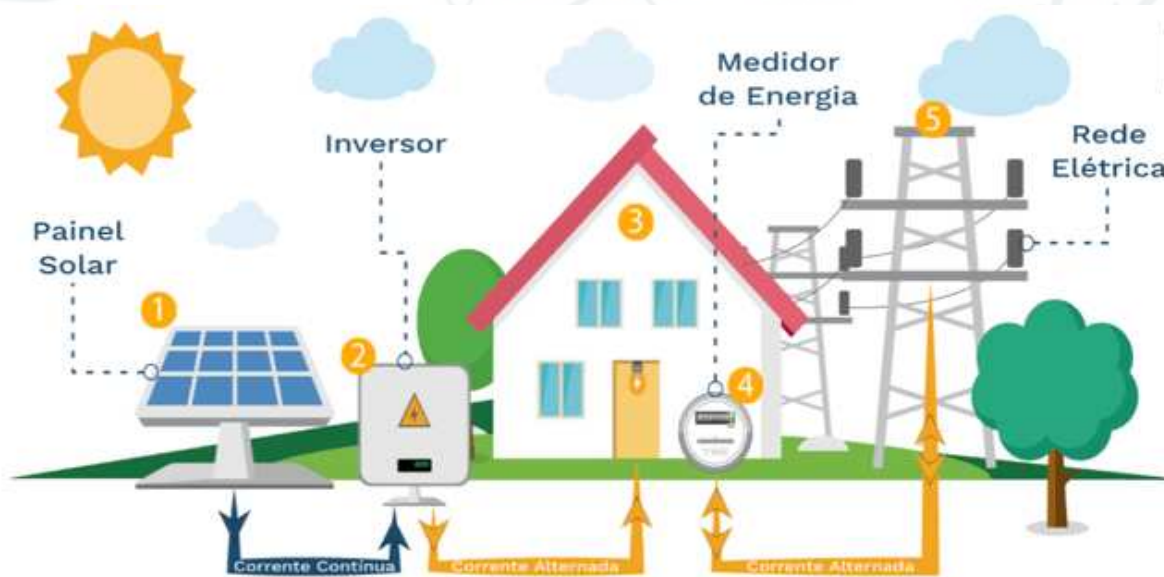 Painel
Solar
1
Inversor
2
3
Medidor
de Energia
4
5
Rede
Elétrica
Corrente Contínua
Corrente Alternada
Corrente Alternada